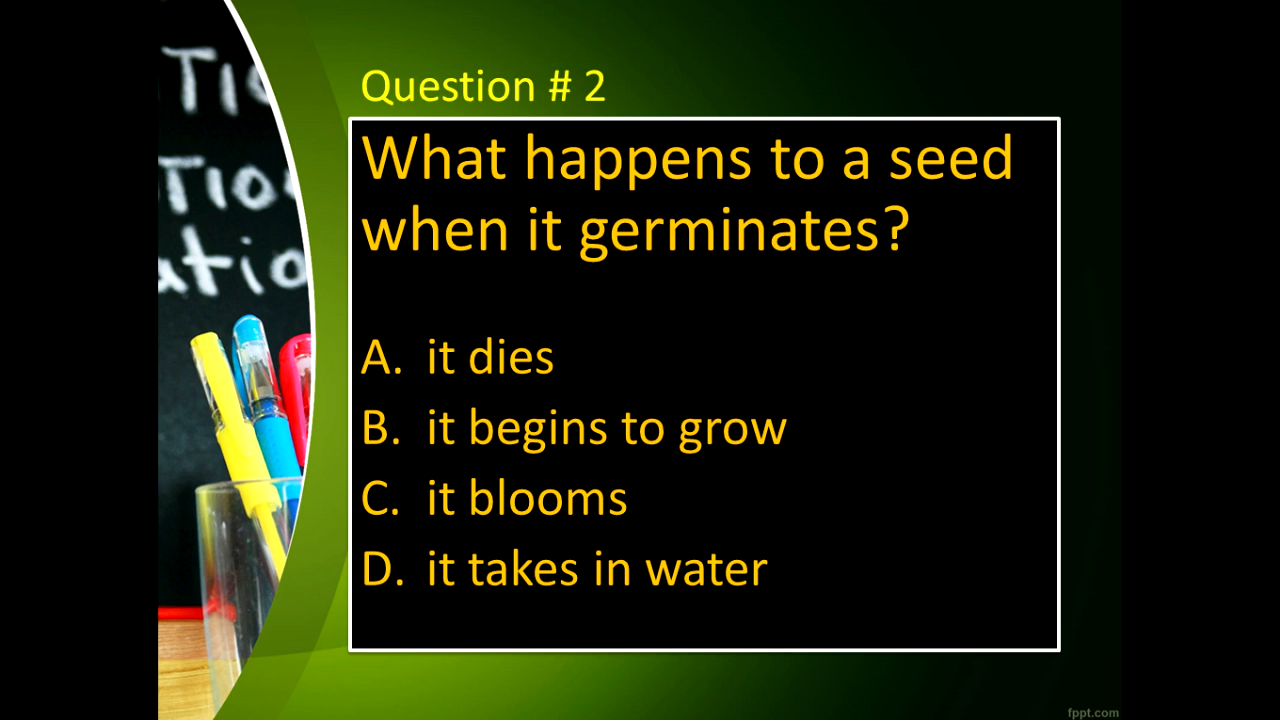 Question # 2
What happens to a seed
when it germinates?
A. it dies
B. it begins to grow
C. it blooms
D. it takes in water
fppt.com